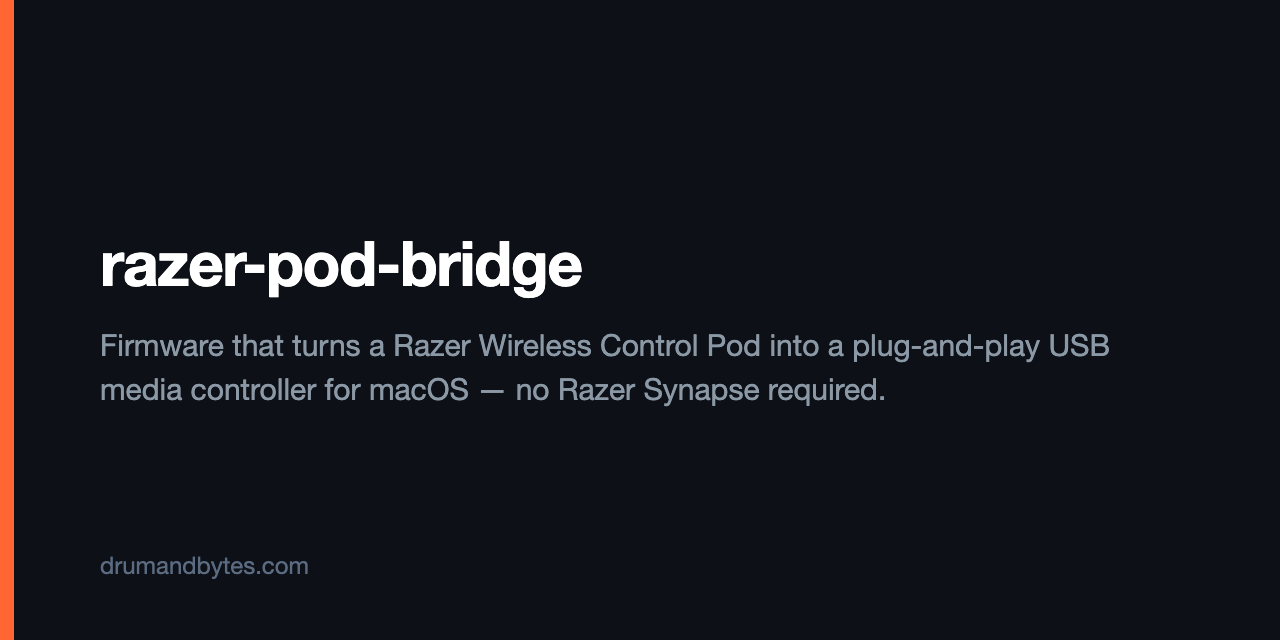 razer-pod-bridge
Firmware that turns a Razer Wireless Control Pod into a plug-and-play USB
media controller for macOS — no Razer Synapse required.
drumandbytes.com